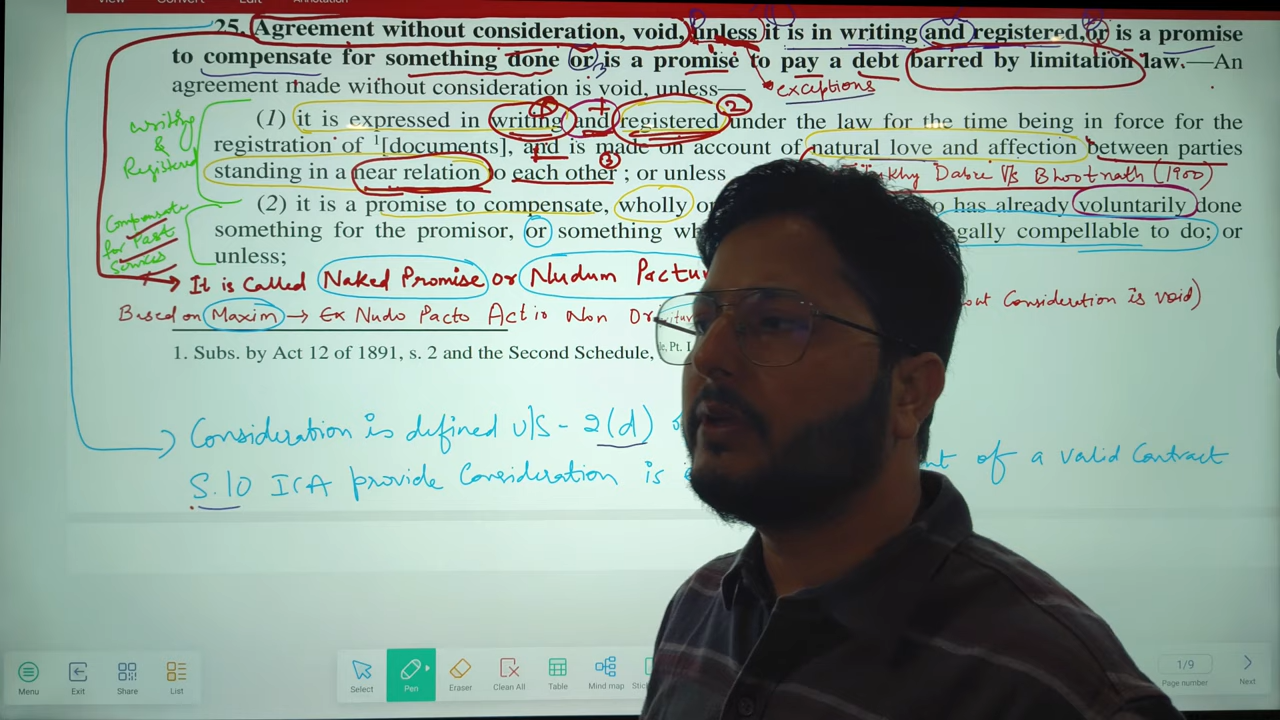 View Convert Edit Annotation
25. Agreement without consideration, void, unless it is in writing and registered, or is a promise
to compensate for something done or is a promise to pay a debt barred by limitation law.—An
agreement made without consideration is void, unless—
exceptions
(1) it is expressed in writing and registered under the law for the time being in force for the
+ 2
writing
&
Registered
registration of ¹[documents], and is made on account of natural love and affection between parties
3
standing in a near relation to each other ; or unless
Dabee V/s Bhootnath (1900)
(2) it is a promise to compensate, wholly or has already voluntarily done
Compensate
for Past
Services
something for the promisor, or something legally compellable to do; or
unless;
It is Called Naked Promise or Nudum Pactum
Based on Maxim → Ex Nudo Pacto Actio Non Consideration is void)
1. Subs. by Act 12 of 1891, s. 2 and the Second Schedule, Pt. I
Consideration is defined U/S - 2(d)
S.10 ICA provide Consideration is of a valid Contract
Menu Exit Share List Select Pen Eraser Clean All Table Mind map 1/9 Page number Next